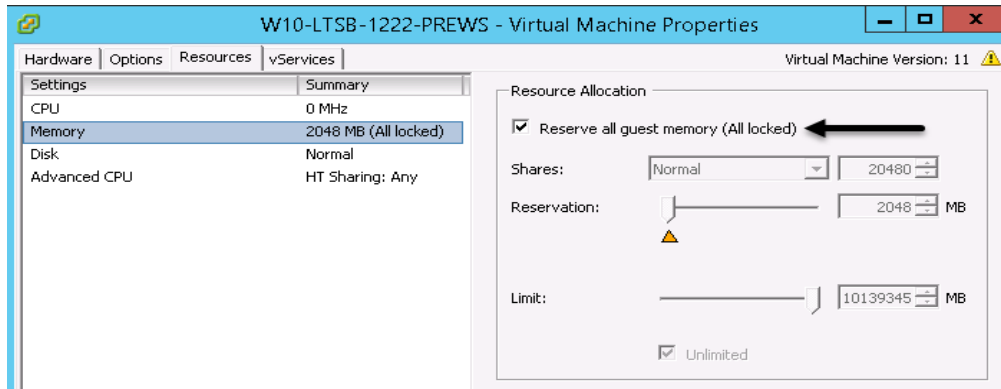 W10-LTSB-1222-PREWS - Virtual Machine Properties
Hardware Options Resources vServices Virtual Machine Version: 11
Settings Summary
CPU 0 MHz
Memory 2048 MB (All locked)
Disk Normal
Advanced CPU HT Sharing: Any
Resource Allocation
Reserve all guest memory (All locked)
Shares: Normal 20480
Reservation: 2048 MB
Limit: 10139345 MB
Unlimited